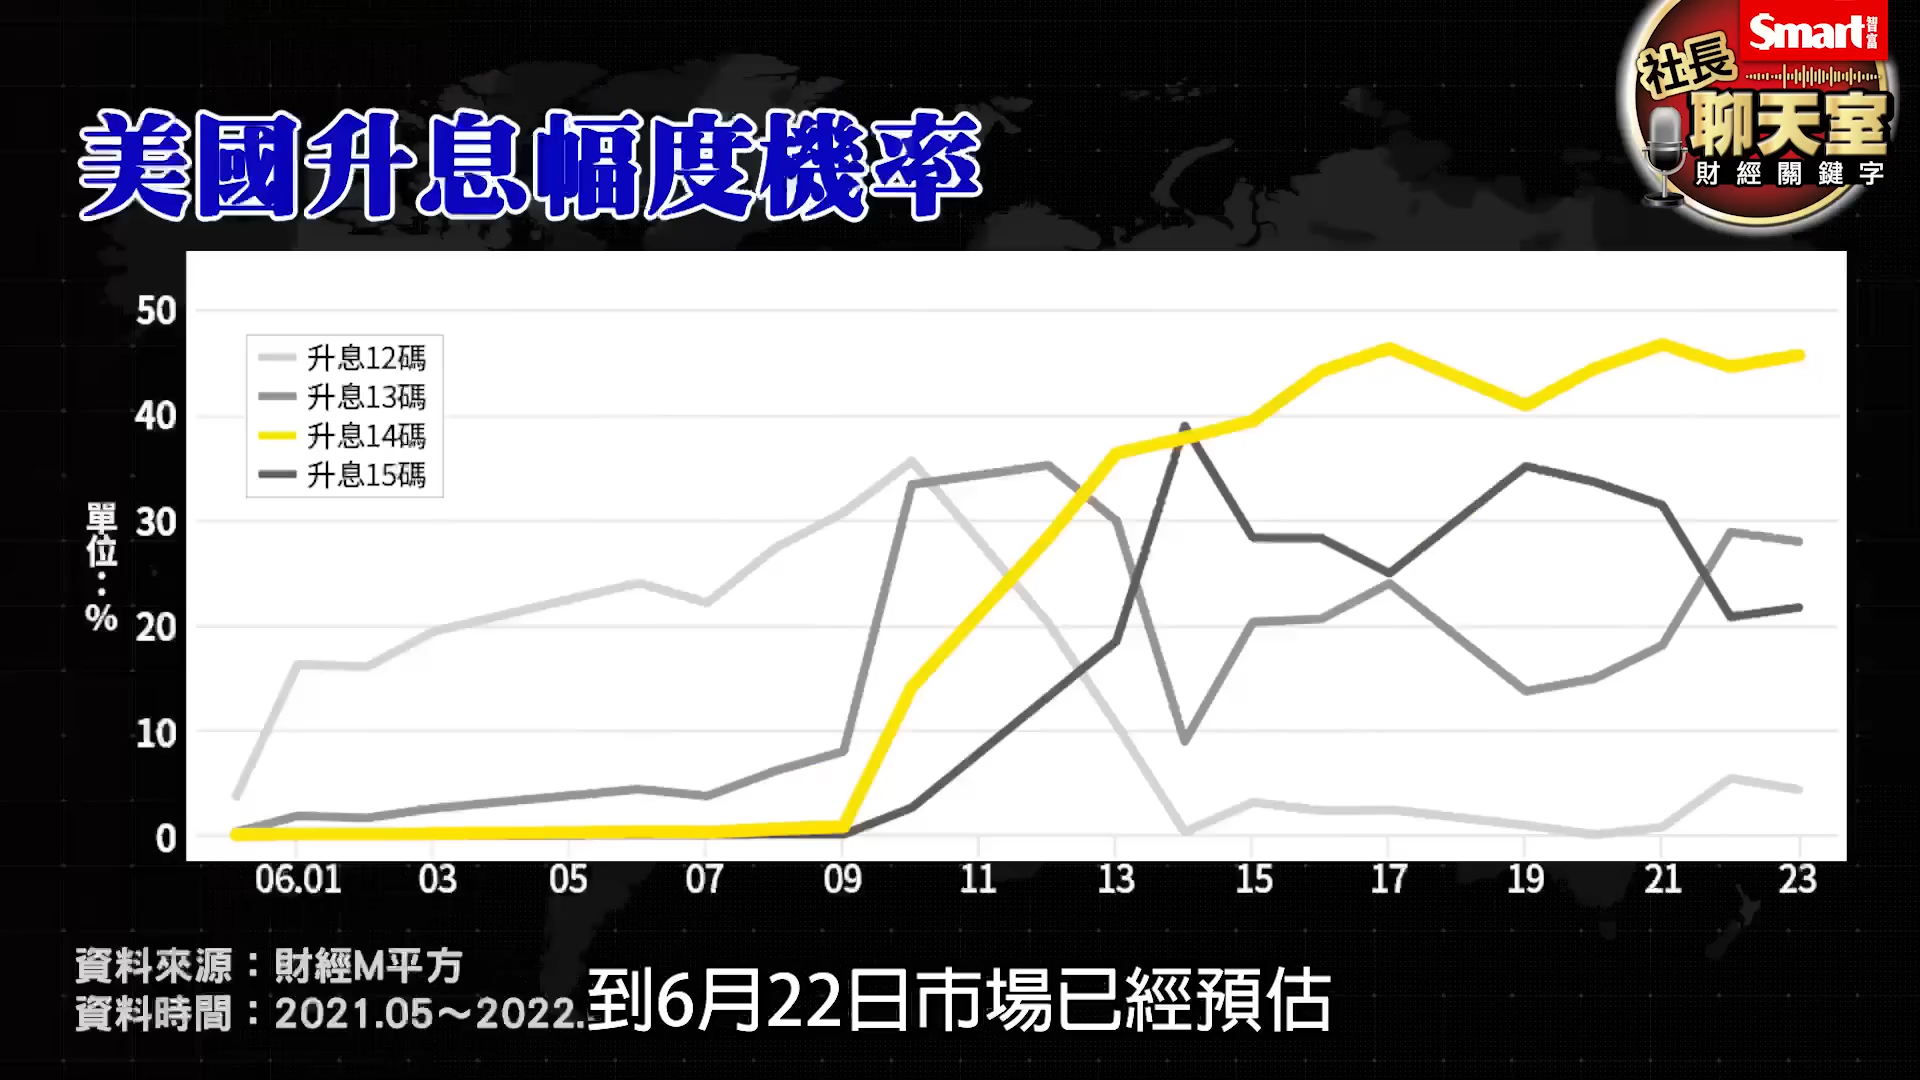 Smart智富
社長
聊天室
財經關鍵字
美國升息幅度機率
單位：%
50
40
30
20
10
0
升息12碼
升息13碼
升息14碼
升息15碼
06.01 03 05 07 09 11 13 15 17 19 21 23
資料來源：財經M平方
資料時間：2021.05～2022.
到6月22日市場已經預估